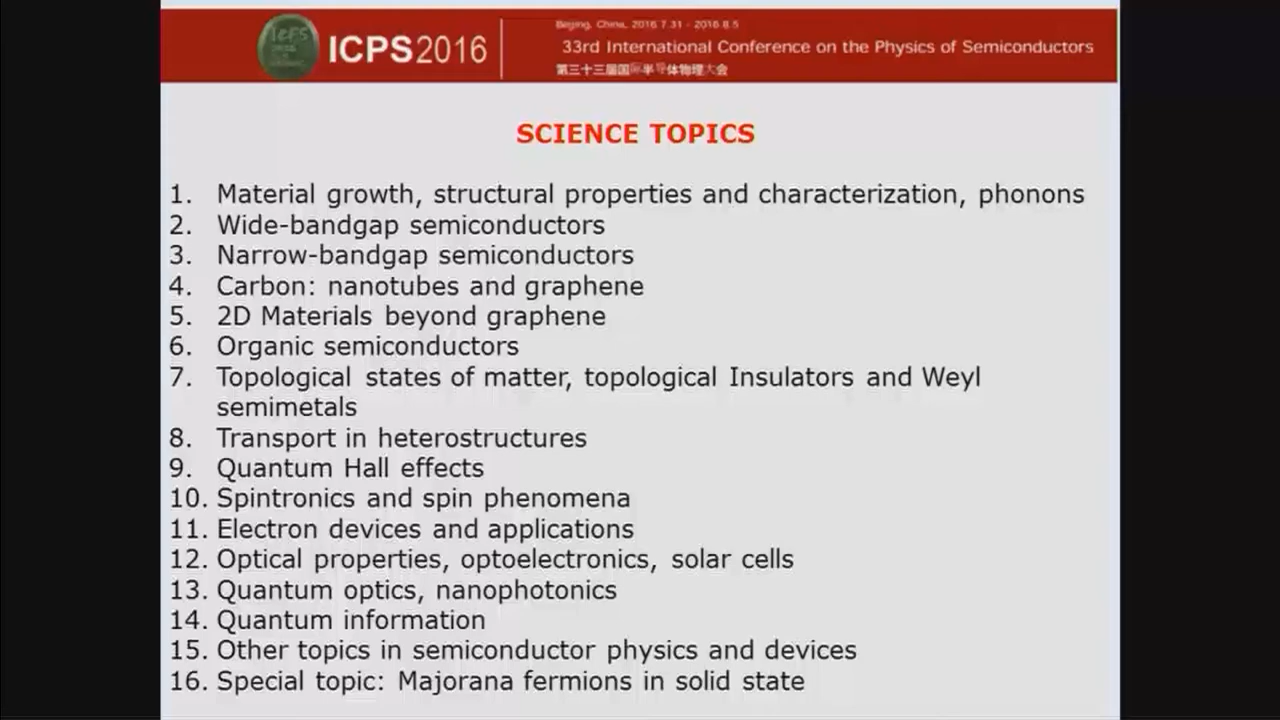 ICPS
2016
ICPS2016
Beijing, China, 2016.7.31 - 2016.8.5
33rd International Conference on the Physics of Semiconductors
第三十三届国际半导体物理大会
SCIENCE TOPICS
1. Material growth, structural properties and characterization, phonons
2. Wide-bandgap semiconductors
3. Narrow-bandgap semiconductors
4. Carbon: nanotubes and graphene
5. 2D Materials beyond graphene
6. Organic semiconductors
7. Topological states of matter, topological Insulators and Weyl
semimetals
8. Transport in heterostructures
9. Quantum Hall effects
10. Spintronics and spin phenomena
11. Electron devices and applications
12. Optical properties, optoelectronics, solar cells
13. Quantum optics, nanophotonics
14. Quantum information
15. Other topics in semiconductor physics and devices
16. Special topic: Majorana fermions in solid state